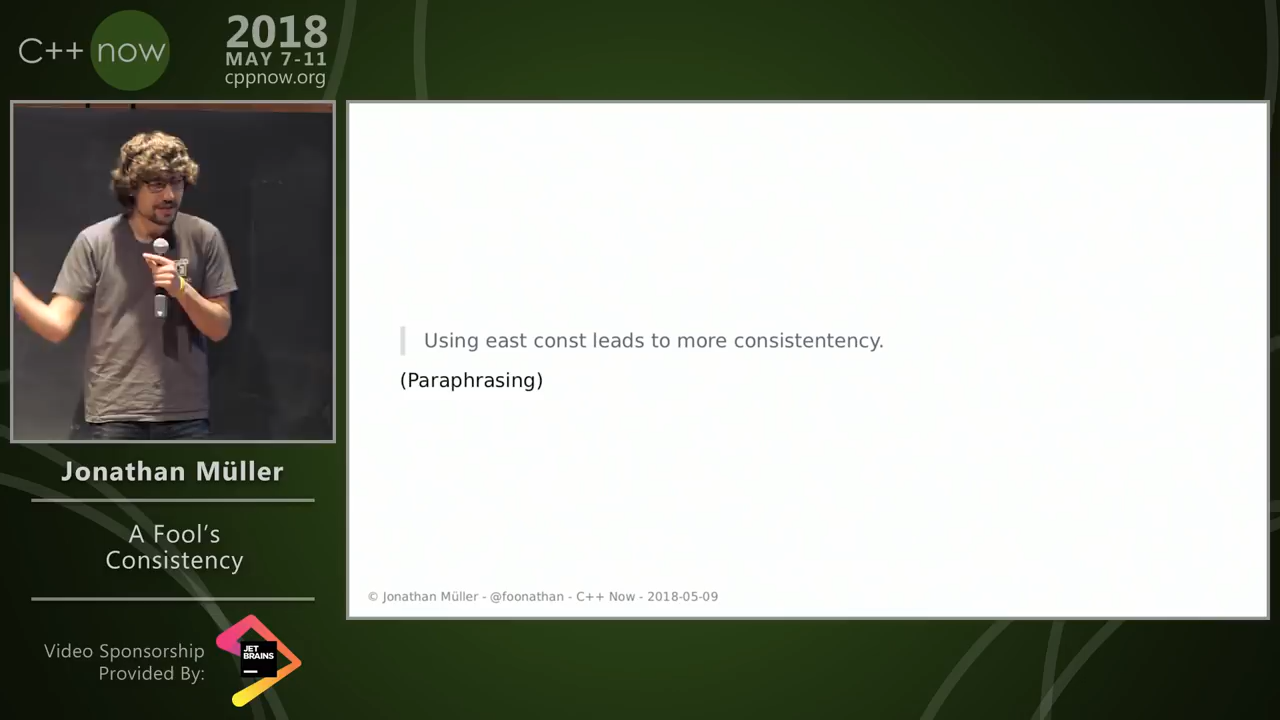 C++ now
2018
MAY 7-11
cppnow.org
Using east const leads to more consistentency.
(Paraphrasing)
© Jonathan Müller - @foonathan - C++ Now - 2018-05-09
Jonathan Müller
A Fool's
Consistency
Video Sponsorship
Provided By:
JET
BRAINS